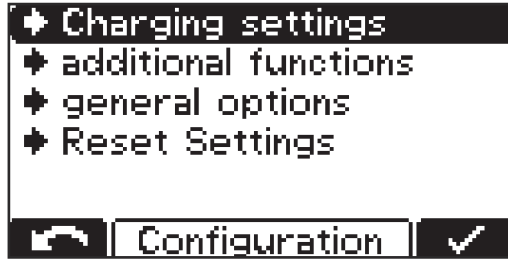 Charging settings
additional functions
general options
Reset Settings
Configuration